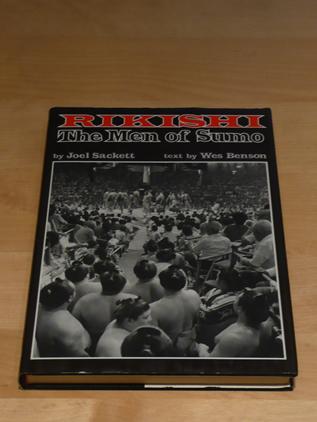 RIKISHI
The Men of Sumo
by Joel Sackett text by Wes Benson